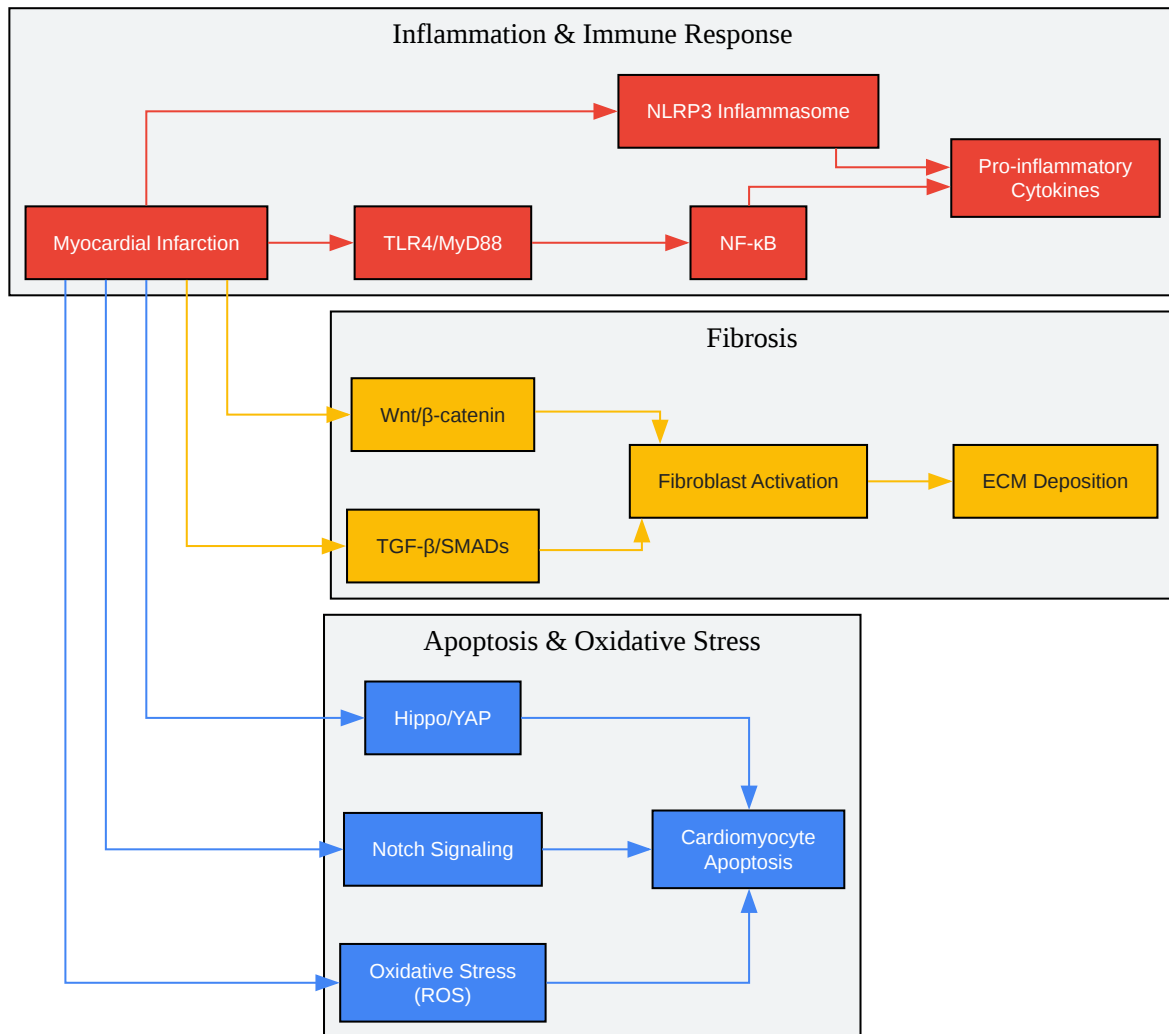 Inflammation & Immune Response
NLRP3 Inflammasome
Pro-inflammatory
Cytokines
Myocardial Infarction
TLR4/MyD88
NF-κB
Fibrosis
Wnt/β-catenin
Fibroblast Activation
ECM Deposition
TGF-β/SMADs
Apoptosis & Oxidative Stress
Hippo/YAP
Notch Signaling
Cardiomyocyte
Apoptosis
Oxidative Stress
(ROS)